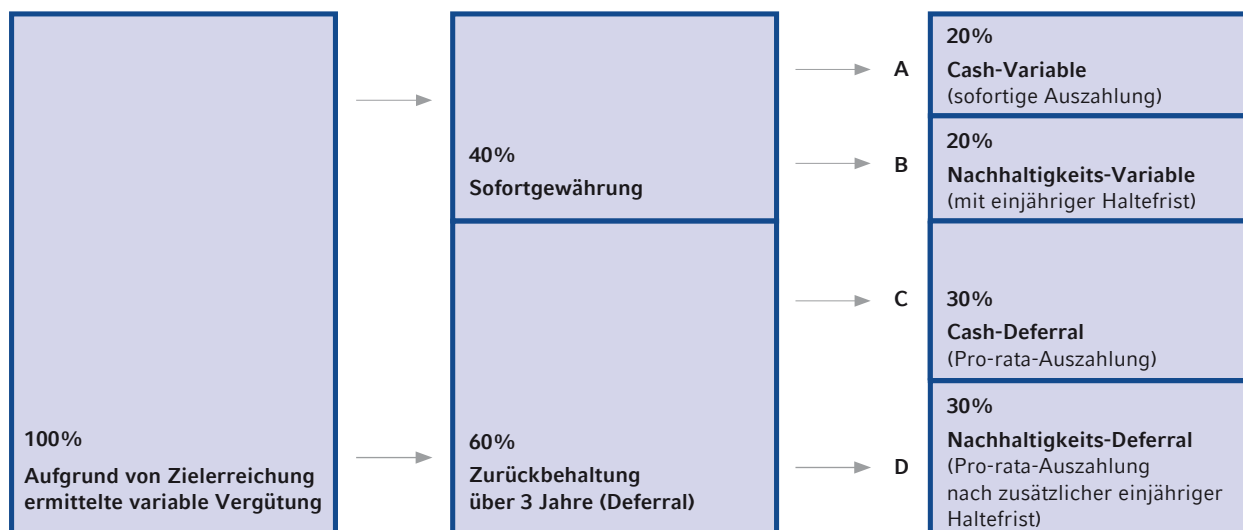 100%
Aufgrund von Zielerreichung
ermittelte variable Vergütung
40%
Sofortgewährung
60%
Zurückbehaltung
über 3 Jahre (Deferral)
A
20%
Cash-Variable
(sofortige Auszahlung)
B
20%
Nachhaltigkeits-Variable
(mit einjähriger Haltefrist)
C
30%
Cash-Deferral
(Pro-rata-Auszahlung)
D
30%
Nachhaltigkeits-Deferral
(Pro-rata-Auszahlung
nach zusätzlicher einjähriger
Haltefrist)